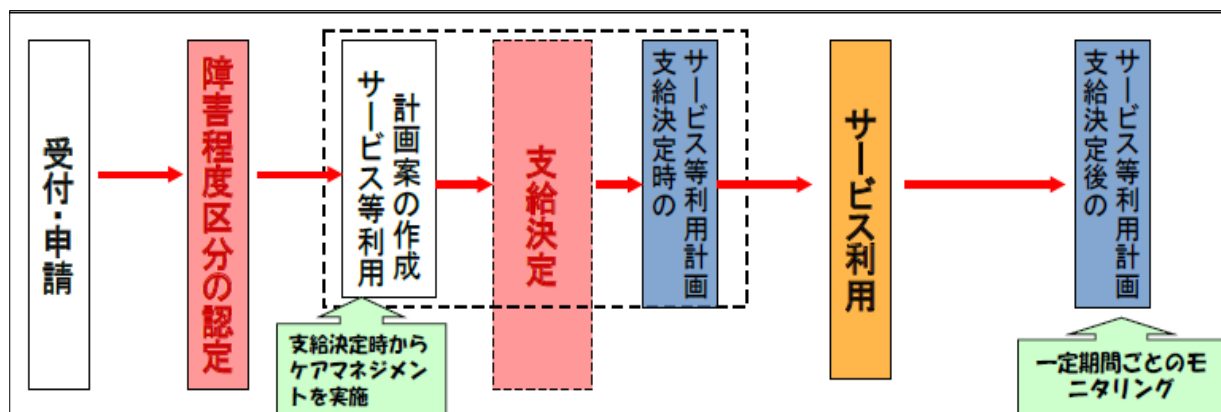 受付・申請
障害程度区分の認定
サービス等利用
計画案の作成
支給決定時から
ケアマネジメン
トを実施
支給決定
支給決定時の
サービス等利用計画
サービス利用
支給決定後の
サービス等利用計画
一定期間ごとのモ
ニタリング